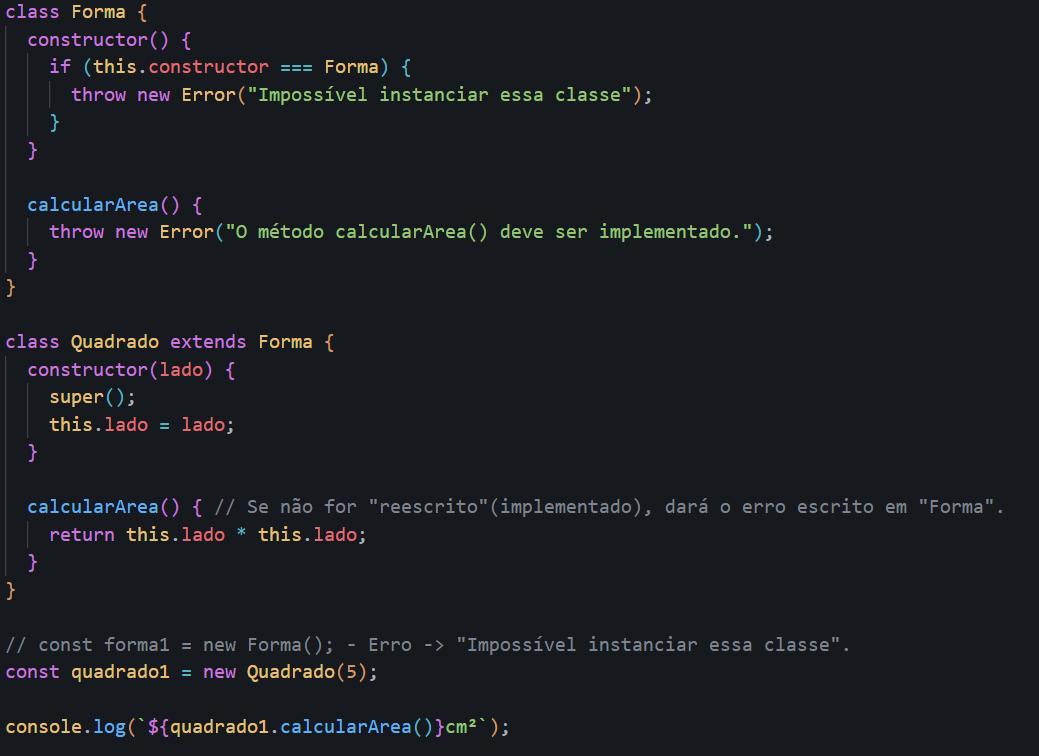 class Forma {
  constructor() {
    if (this.constructor === Forma) {
      throw new Error("Impossível instanciar essa classe");
    }
  }

  calcularArea() {
    throw new Error("O método calcularArea() deve ser implementado.");
  }
}

class Quadrado extends Forma {
  constructor(lado) {
    super();
    this.lado = lado;
  }

  calcularArea() { // Se não for "reescrito"(implementado), dará o erro escrito em "Forma".
    return this.lado * this.lado;
  }
}

// const forma1 = new Forma(); - Erro -> "Impossível instanciar essa classe".
const quadrado1 = new Quadrado(5);

console.log(`${quadrado1.calcularArea()}cm²`);